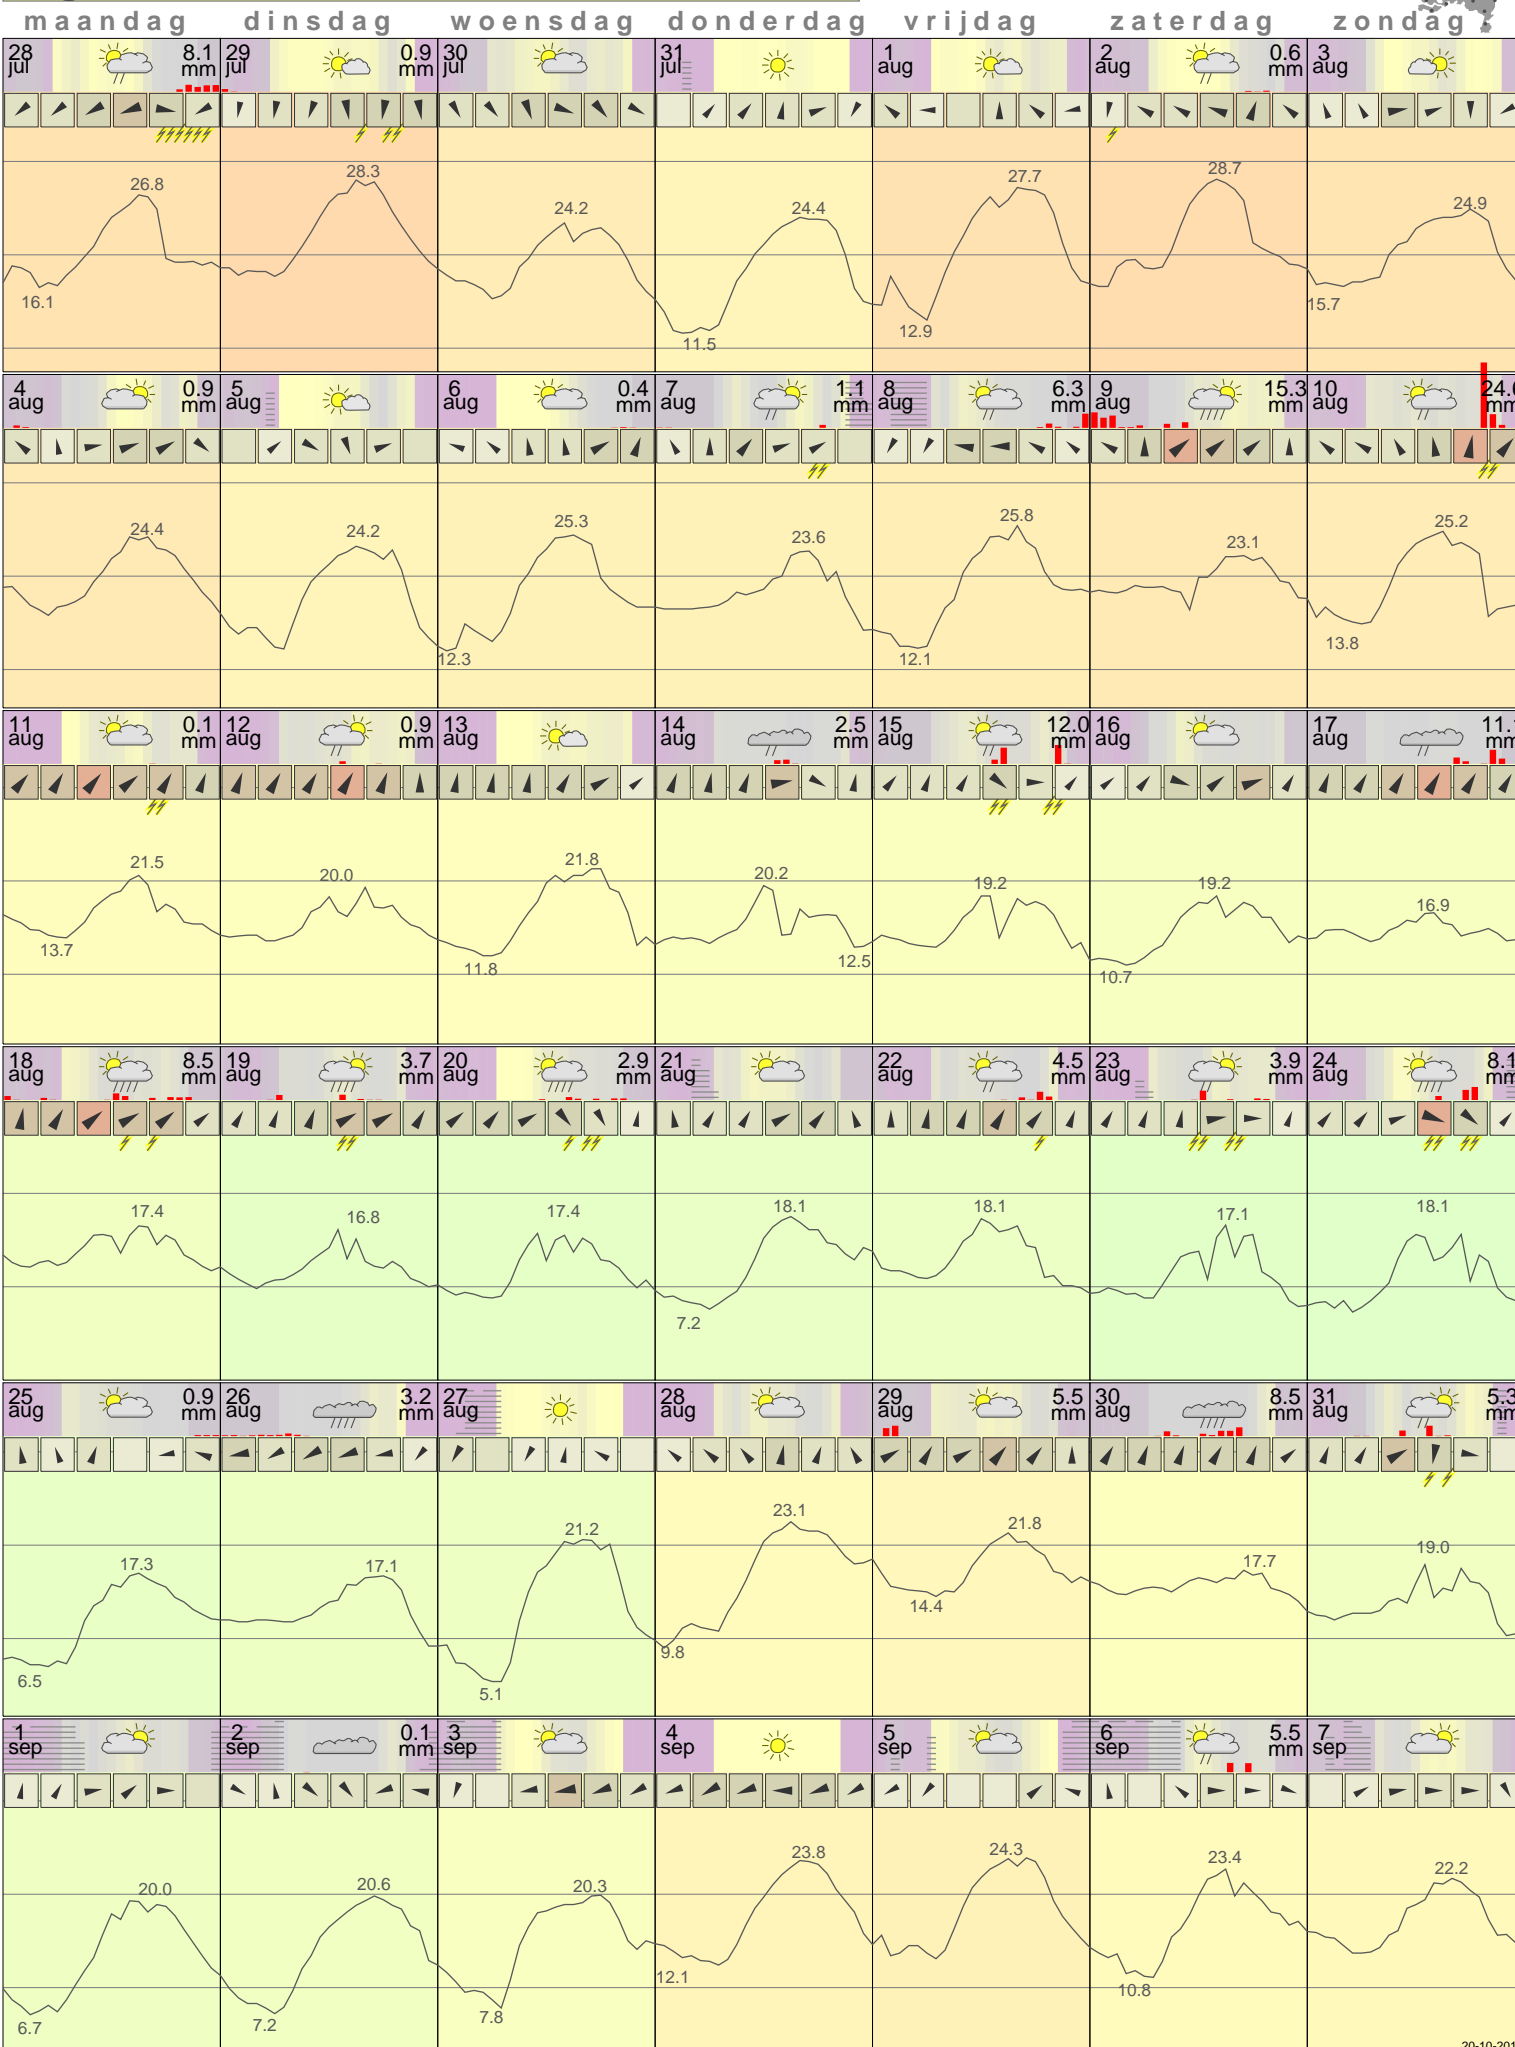 maandag dinsdag woensdag donderdag vrijdag zaterdag zondag
28 8.1 29 0.9 30 31 1 2 0.6 3
jul mm jul mm jul jul aug aug mm aug
26.8 28.3 24.2 24.4 27.7 28.7 24.9
16.1 11.5 12.9 15.7
4 0.9 5 6 0.4 7 1.1 8 6.3 9 15.3 10
aug mm aug aug mm aug mm aug mm aug mm aug mm
24.4 24.2 25.3 23.6 25.8 23.1 25.2
12.3 12.1 13.8
11 0.1 12 0.9 13 14 2.5 15 12.0 16 17
aug mm aug mm aug aug mm aug mm aug aug mm
21.5 20.0 21.8 20.2 19.2 19.2 16.9
13.7 11.8 12.5 10.7
18 8.5 19 3.7 20 2.9 21 22 4.5 23 3.9 24 8.1
aug mm aug mm aug mm aug aug mm aug mm aug mm
17.4 16.8 17.4 18.1 18.1 17.1 18.1
7.2
25 0.9 26 3.2 27 28 29 5.5 30 8.5 31 5.3
aug mm aug mm aug aug aug mm aug mm aug mm
17.3 17.1 21.2 23.1 21.8 17.7 19.0
6.5 5.1 9.8 14.4
1 2 0.1 3 4 5 6 5.5 7
sep sep mm sep sep sep sep mm sep
20.0 20.6 20.3 23.8 24.3 23.4 22.2
6.7 7.2 7.8 12.1 10.8